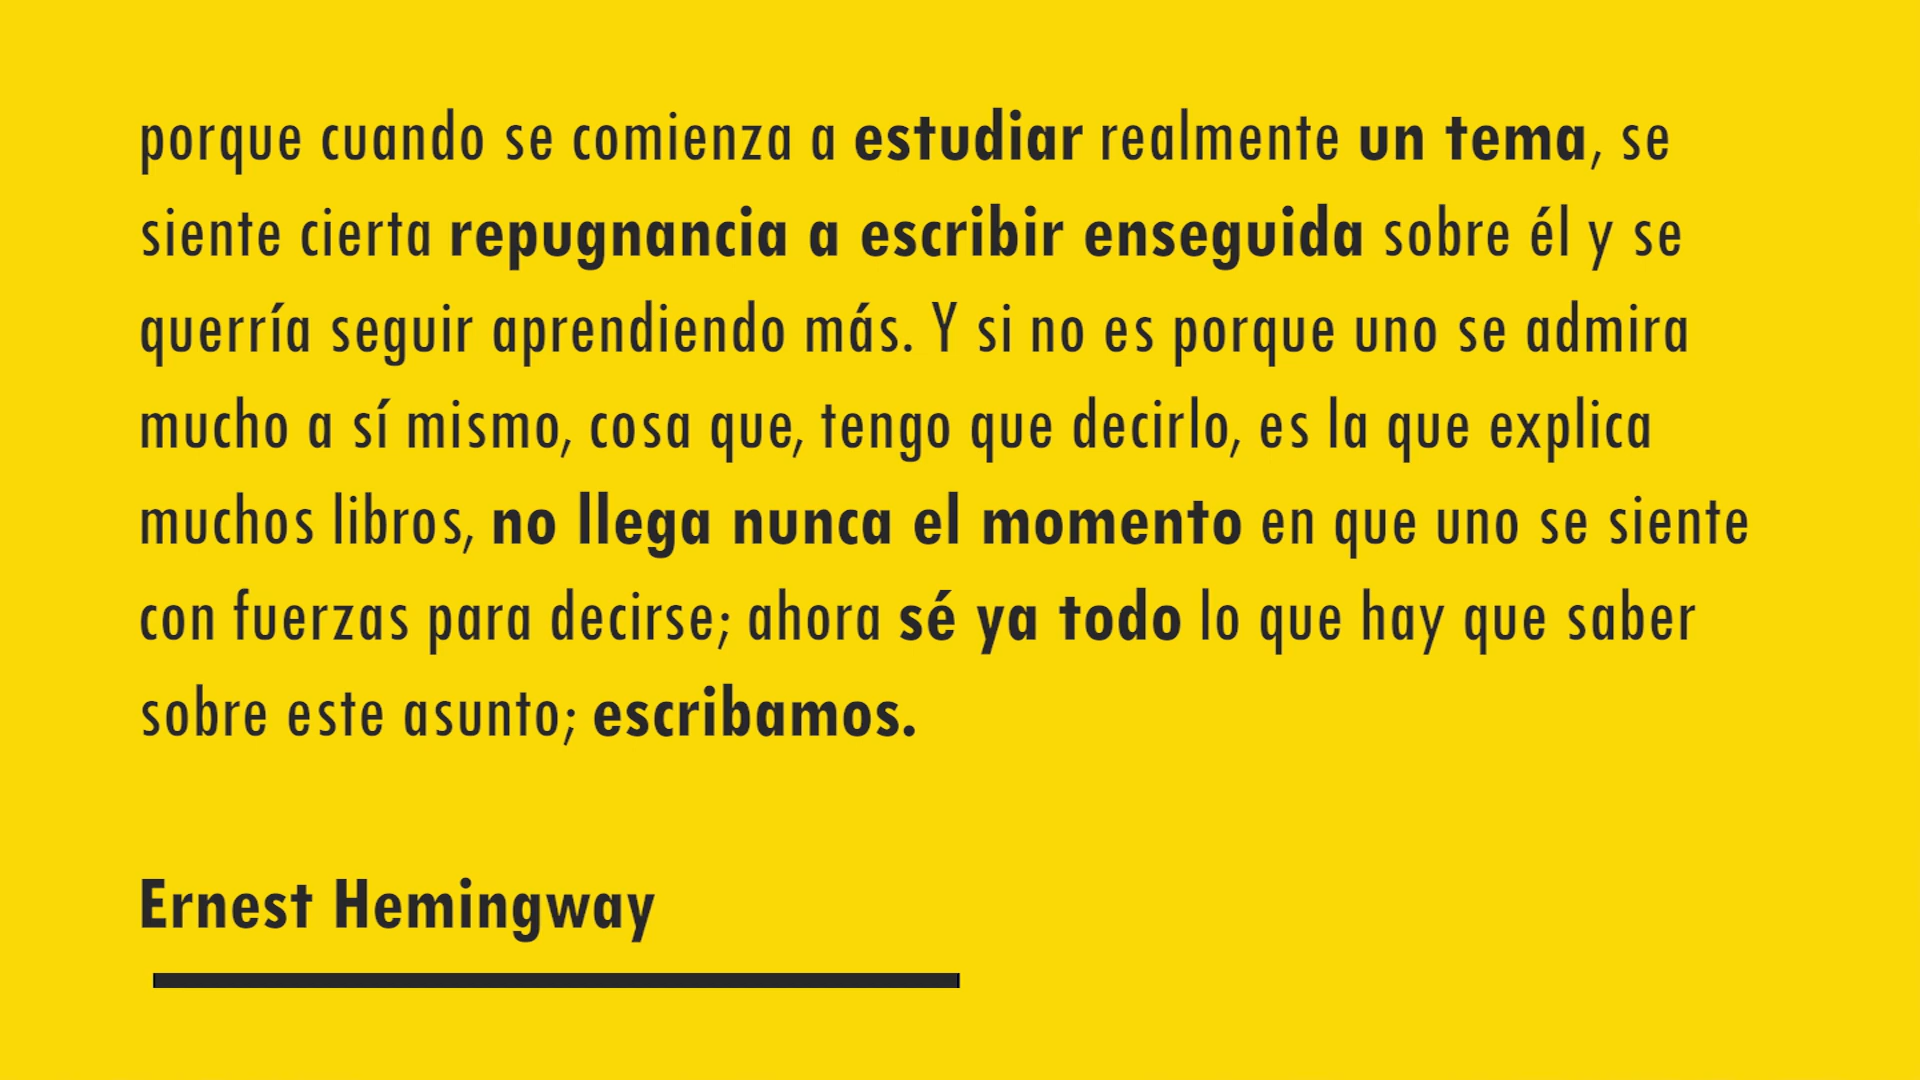 porque cuando se comienza a estudiar realmente un tema, se
siente cierta repugnancia a escribir enseguida sobre él y se
querría seguir aprendiendo más. Y si no es porque uno se admira
mucho a sí mismo, cosa que, tengo que decirlo, es la que explica
muchos libros, no llega nunca el momento en que uno se siente
con fuerzas para decirse; ahora sé ya todo lo que hay que saber
sobre este asunto; escribamos.
Ernest Hemingway